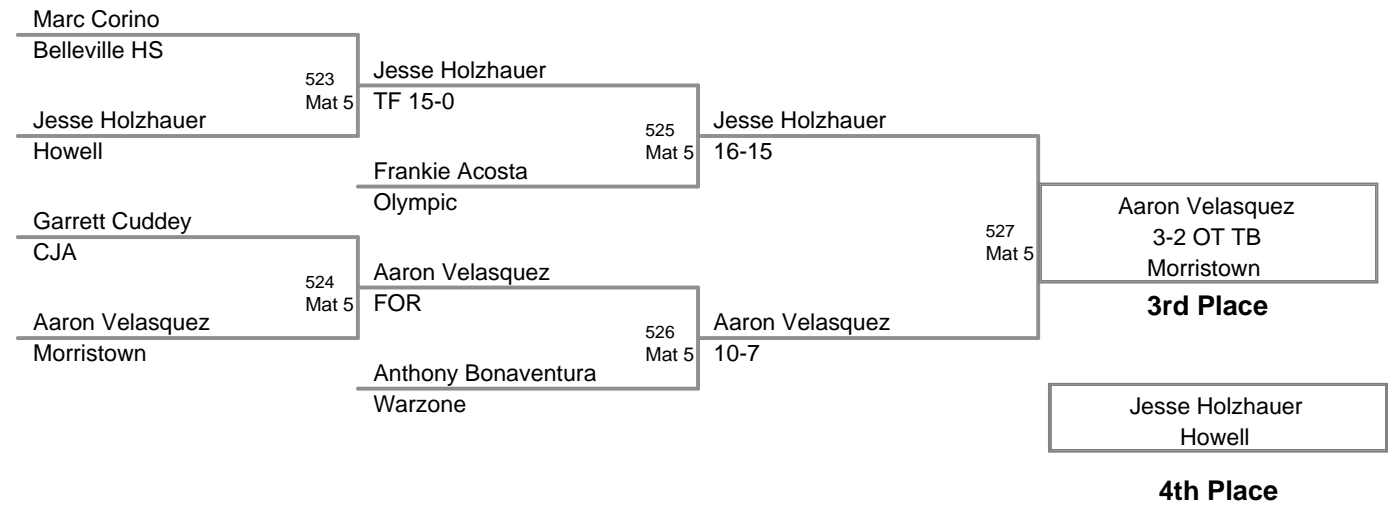 Marc Corino
Belleville HS
523
Mat 5
Jesse Holzhauer
Howell
Jesse Holzhauer
TF 15-0
525
Mat 5
Frankie Acosta
Olympic
Jesse Holzhauer
16-15
Garrett Cuddey
CJA
524
Mat 5
Aaron Velasquez
Morristown
Aaron Velasquez
FOR
526
Mat 5
Anthony Bonaventura
Warzone
Aaron Velasquez
10-7
527
Mat 5
Aaron Velasquez
3-2 OT TB
Morristown
3rd Place
Jesse Holzhauer
Howell
4th Place